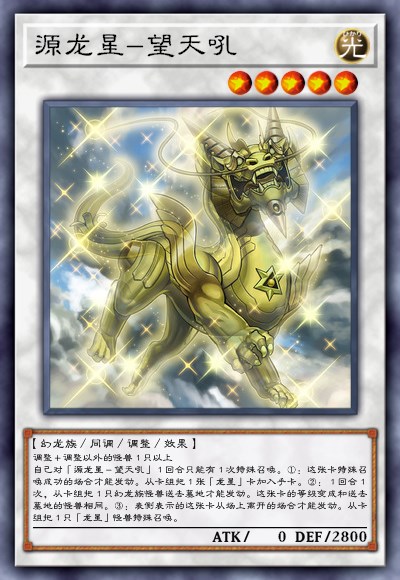 源龙星-望天吼
光
【幻龙族/同调/调整/效果】
调整+调整以外的怪兽1只以上
自己对「源龙星-望天吼」1回合只能有1次特殊召唤。①：这张卡特殊召
唤成功的场合才能发动。从卡组把1张「龙星」卡加入手卡。②：1回合1
次，从卡组把1只幻龙族怪兽送去墓地才能发动。这张卡的等级变成和送去
墓地的怪兽相同。③：表侧表示的这张卡从场上离开的场合才能发动。从卡
组把1只「龙星」怪兽特殊召唤。
ATK/ 0 DEF/2800